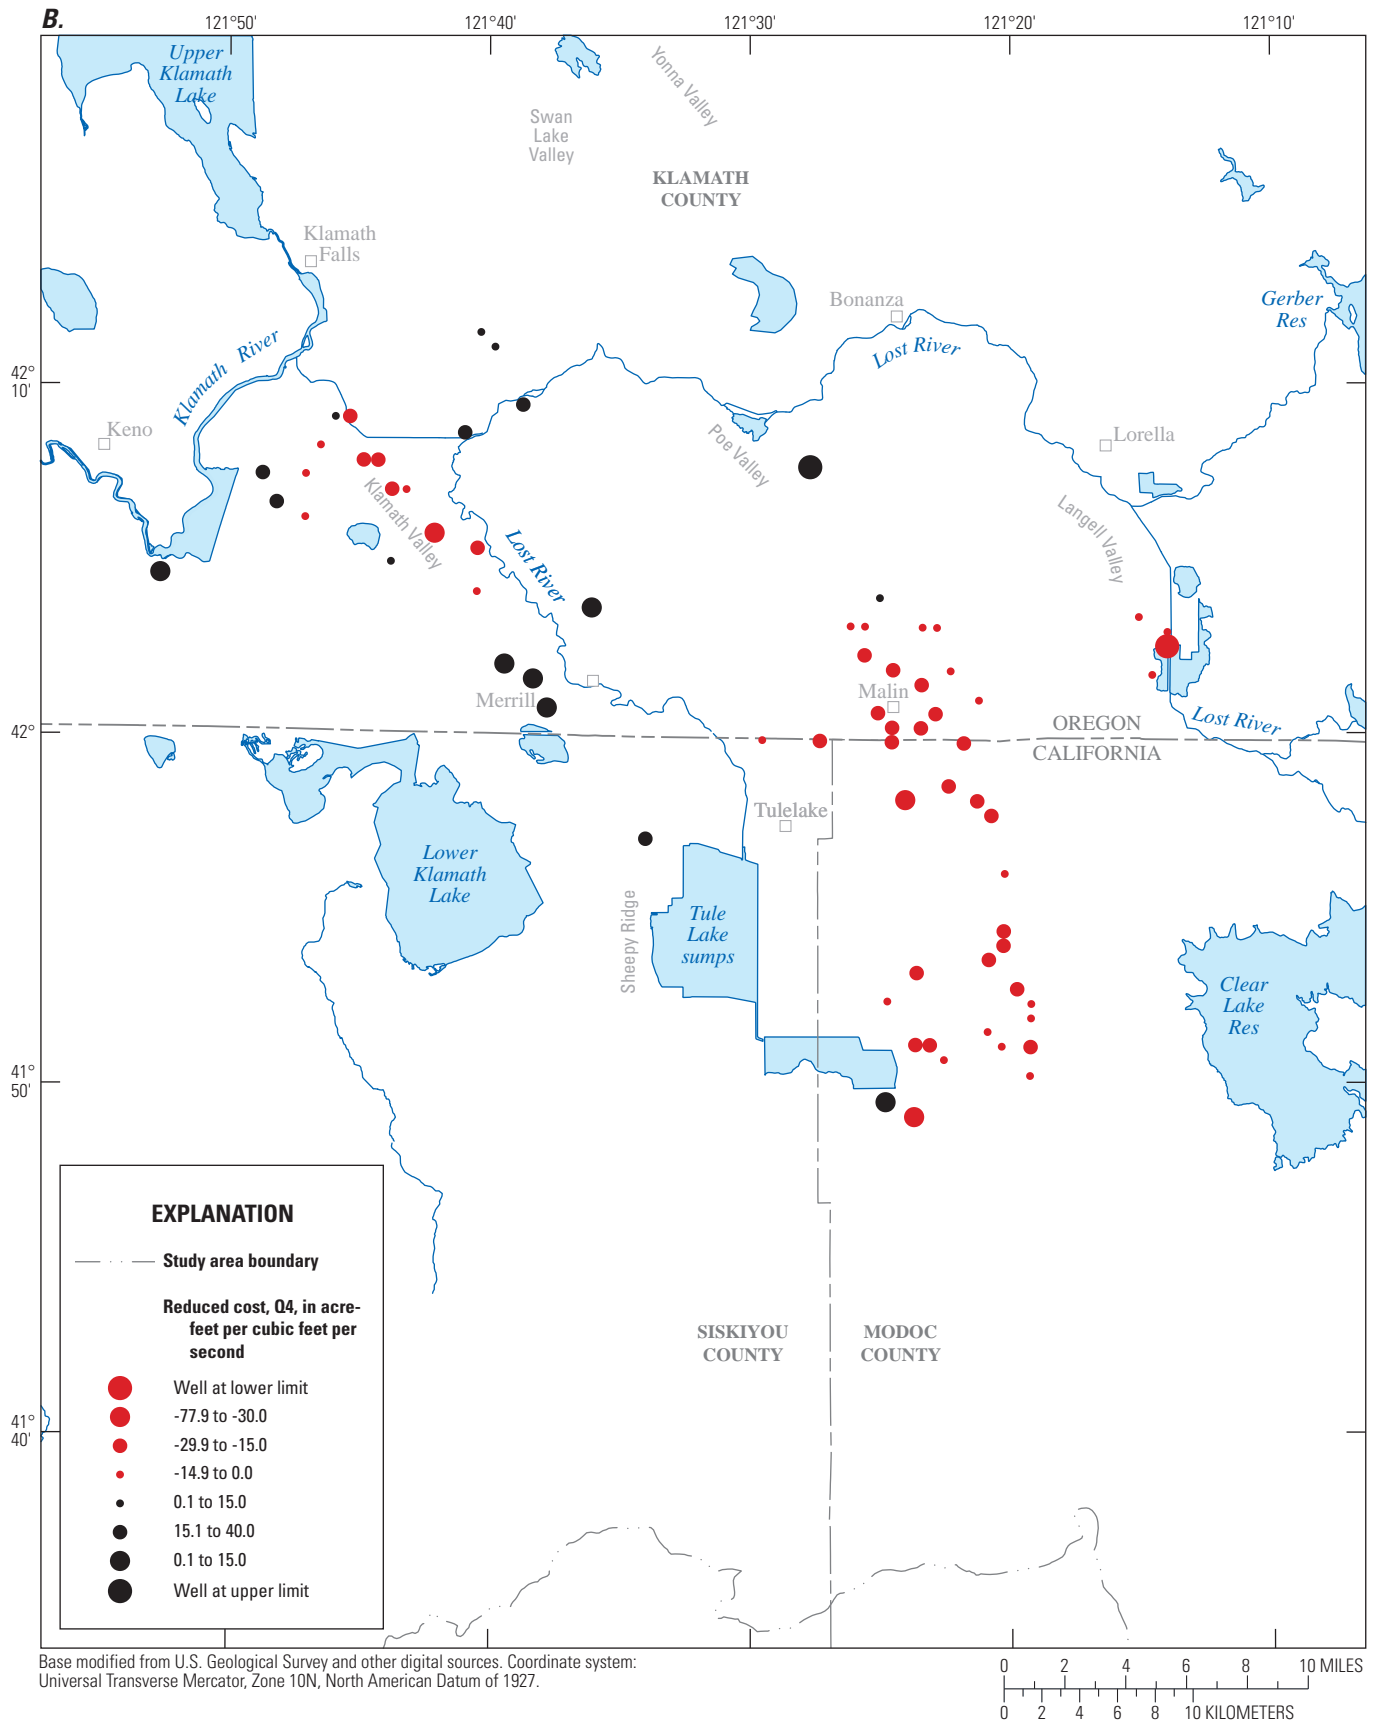 B.
121°50'
121°40'
121°30'
121°20'
121°10'
Upper
Klamath
Lake
Yonna Valley
Swan
Lake
Valley
KLAMATH
COUNTY
Klamath
Falls
Bonanza
Gerber
Res
Lost River
Klamath River
42°
10'
Keno
Poe Valley
Lorella
Klamath Valley
Langell Valley
Lost River
Malin
Merrill
Lost River
OREGON
42°
CALIFORNIA
Tulelake
Lower
Klamath
Lake
Sheepy Ridge
Tule
Lake
sumps
Clear
Lake
Res
41°
50'
EXPLANATION
Study area boundary
Reduced cost, Q4, in acre-
feet per cubic feet per
second
Well at lower limit
-77.9 to -30.0
-29.9 to -15.0
-14.9 to 0.0
0.1 to 15.0
15.1 to 40.0
0.1 to 15.0
Well at upper limit
SISKIYOU
COUNTY
MODOC
COUNTY
41°
40'
Base modified from U.S. Geological Survey and other digital sources. Coordinate system:
Universal Transverse Mercator, Zone 10N, North American Datum of 1927.
0 2 4 6 8 10 MILES
0 2 4 6 8 10 KILOMETERS